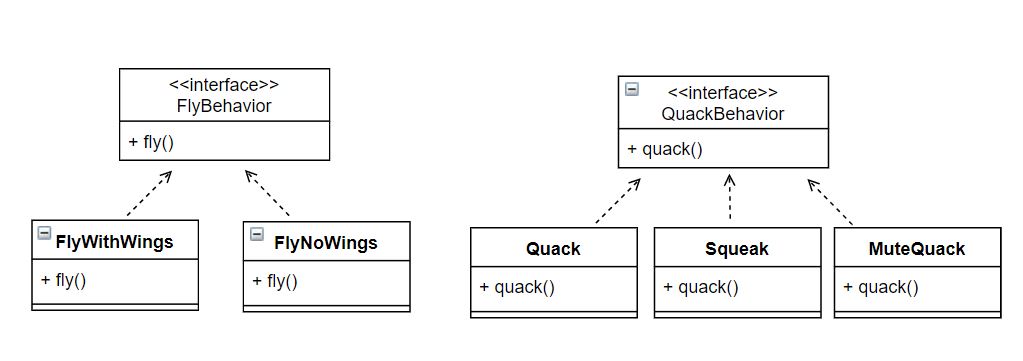 <<interface>>
FlyBehavior
+ fly()
FlyWithWings
+ fly()
FlyNoWings
+ fly()
<<interface>>
QuackBehavior
+ quack()
Quack
+ quack()
Squeak
+ quack()
MuteQuack
+ quack()